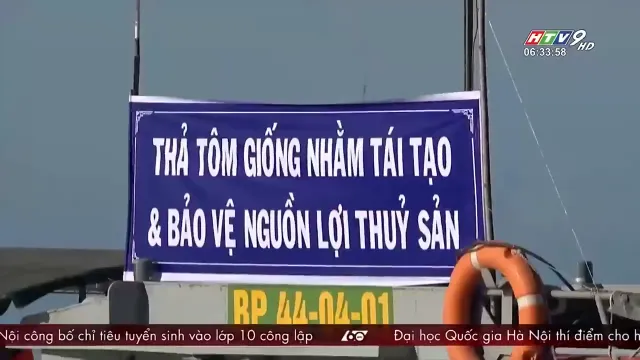 HTV9 HD
06:33:58
THẢ TÔM GIỐNG NHẰM TÁI TẠO
& BẢO VỆ NGUỒN LỢI THUỶ SẢN
BP 44-04-01
Nội công bố chỉ tiêu tuyển sinh vào lớp 10 công lập
Đại học Quốc gia Hà Nội thí điểm cho h